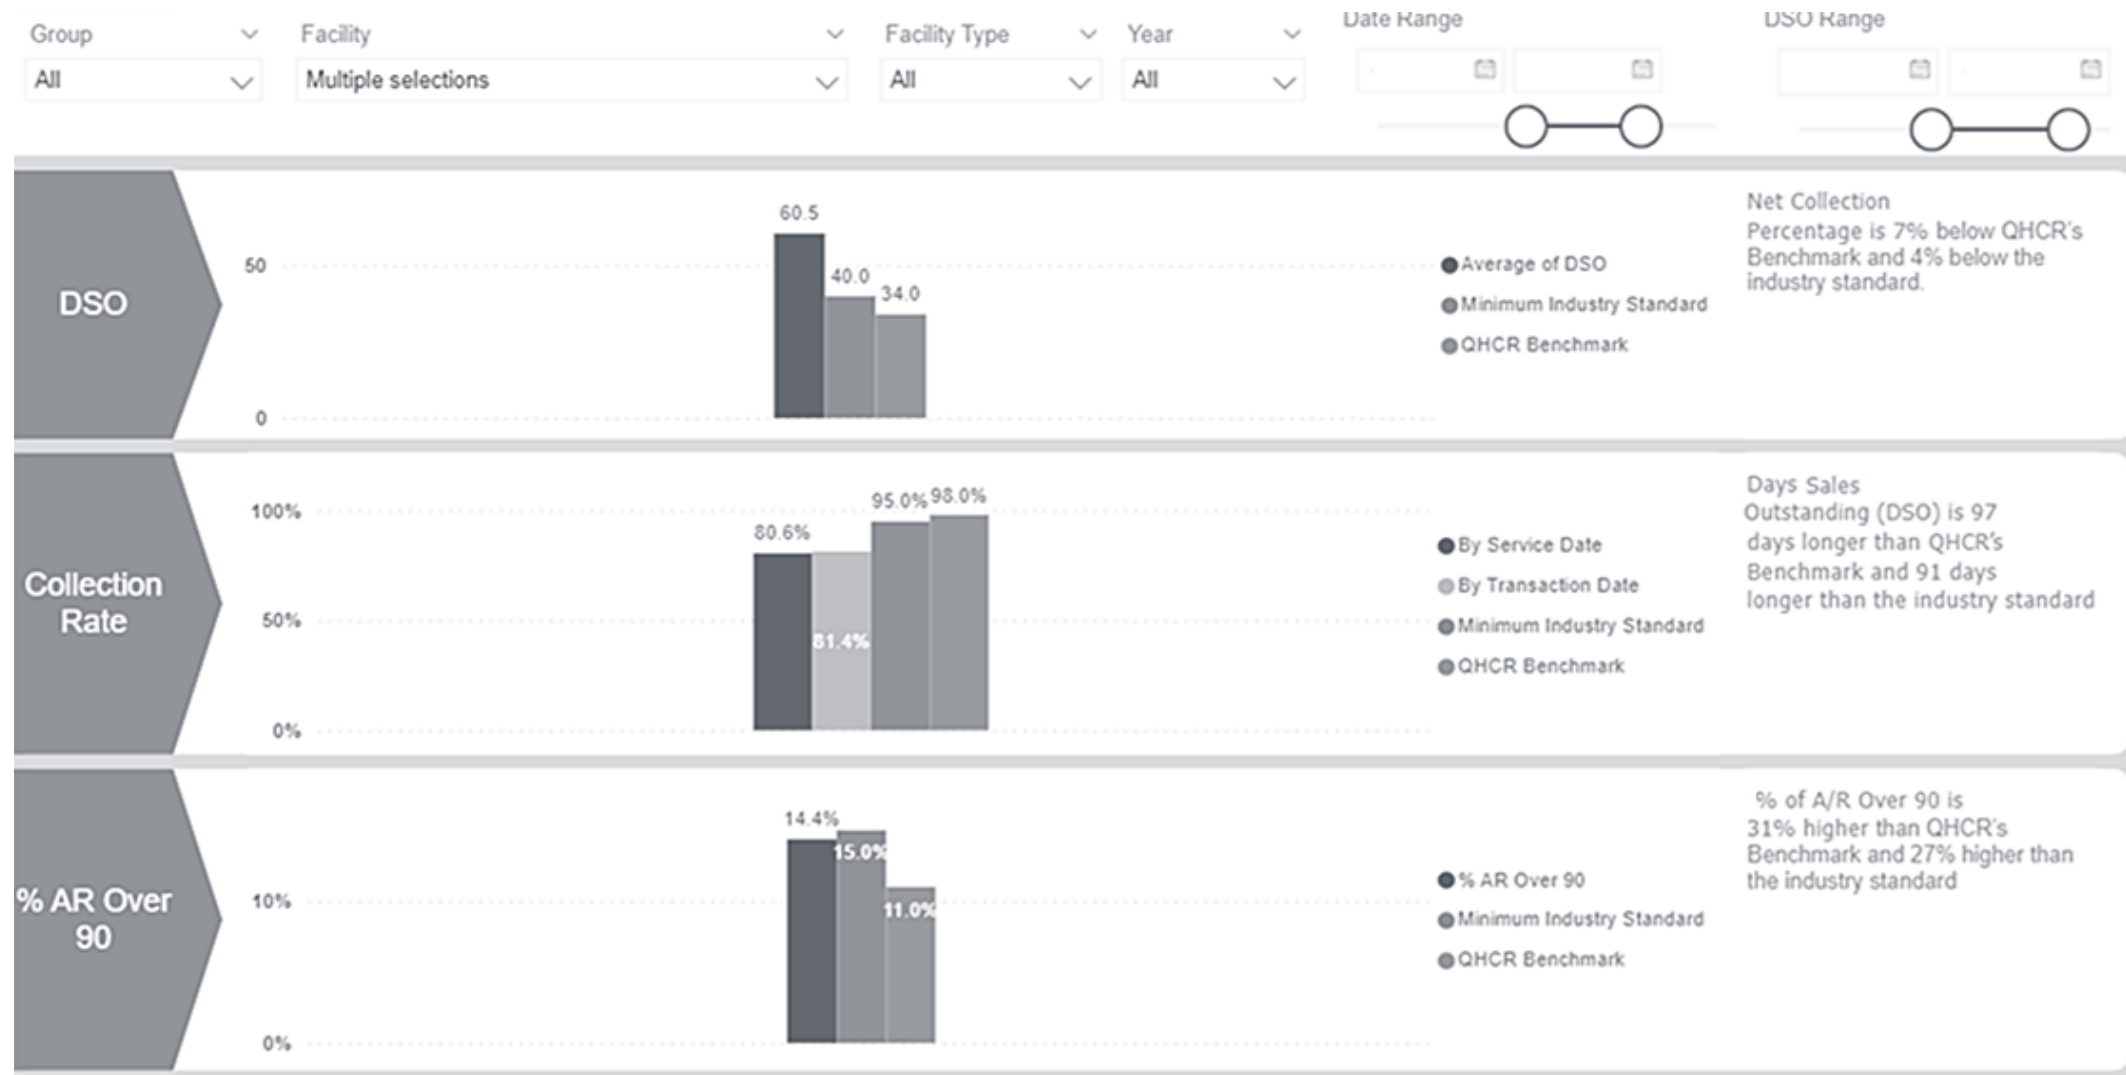 Group
Facility
Facility Type
Year
Date Range
DSO Range
All
Multiple selections
All
All
DSO
60.5
40.0
34.0
50
0
Average of DSO
Minimum Industry Standard
QHCR Benchmark
Net Collection
Percentage is 7% below QHCR's
Benchmark and 4% below the
industry standard.
Collection
Rate
80.6%
81.4%
95.0%
98.0%
100%
50%
0%
By Service Date
By Transaction Date
Minimum Industry Standard
QHCR Benchmark
Days Sales
Outstanding (DSO) is 97
days longer than QHCR's
Benchmark and 91 days
longer than the industry standard
% AR Over
90
14.4%
15.0%
11.0%
10%
0%
% AR Over 90
Minimum Industry Standard
QHCR Benchmark
% of A/R Over 90 is
31% higher than QHCR's
Benchmark and 27% higher than
the industry standard